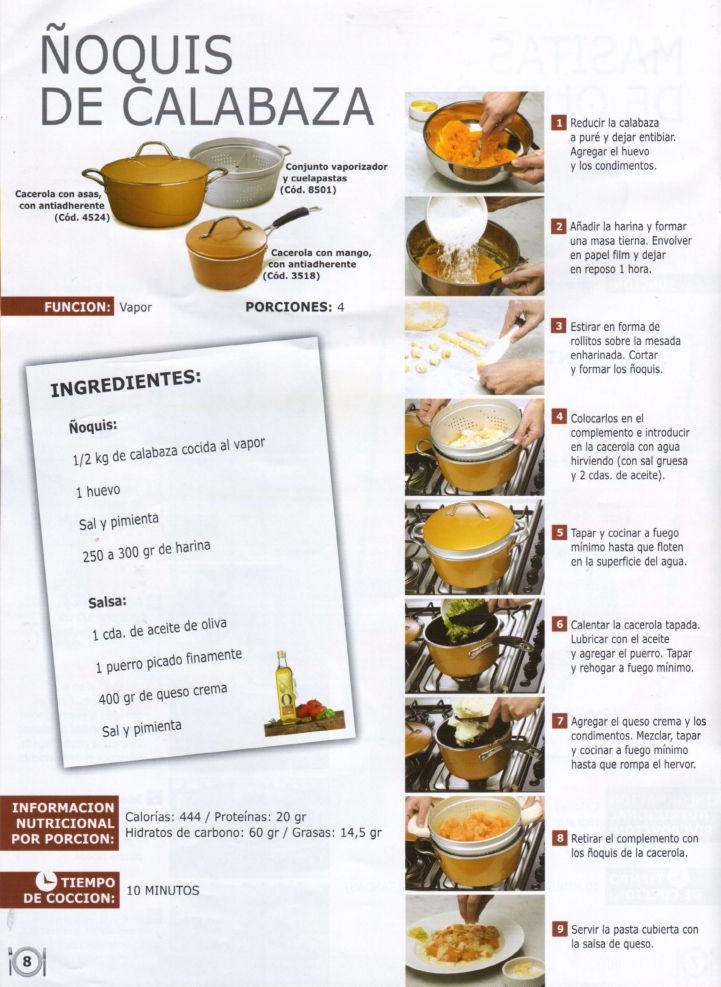 ÑOQUIS
DE CALABAZA
Cacerola con asas,
con antiadherente
(Cód. 4524)
Conjunto vaporizador
y cuelapastas
(Cód. 8501)
Cacerola con mango,
con antiadherente
(Cód. 3518)
FUNCION: Vapor
PORCIONES: 4
INGREDIENTES:
Ñoquis:
1/2 kg de calabaza cocida al vapor
1 huevo
Sal y pimienta
250 a 300 gr de harina
Salsa:
1 cda. de aceite de oliva
1 puerro picado finamente
400 gr de queso crema
Sal y pimienta
INFORMACION
NUTRICIONAL
POR PORCION:
Calorías: 444 / Proteínas: 20 gr
Hidratos de carbono: 60 gr / Grasas: 14,5 gr
TIEMPO
DE COCCION:
10 MINUTOS
8
1 Reducir la calabaza
a puré y dejar entibiar.
Agregar el huevo
y los condimentos.
2 Añadir la harina y formar
una masa tierna. Envolver
en papel film y dejar
en reposo 1 hora.
3 Estirar en forma de
rollitos sobre la mesada
enharinada. Cortar
y formar los ñoquis.
4 Colocarlos en el
complemento e introducir
en la cacerola con agua
hirviendo (con sal gruesa
y 2 cdas. de aceite).
5 Tapar y cocinar a fuego
mínimo hasta que floten
en la superficie del agua.
6 Calentar la cacerola tapada.
Lubricar con el aceite
y agregar el puerro. Tapar
y rehogar a fuego mínimo.
7 Agregar el queso crema y los
condimentos. Mezclar, tapar
y cocinar a fuego mínimo
hasta que rompa el hervor.
8 Retirar el complemento con
los ñoquis de la cacerola.
9 Servir la pasta cubierta con
la salsa de queso.